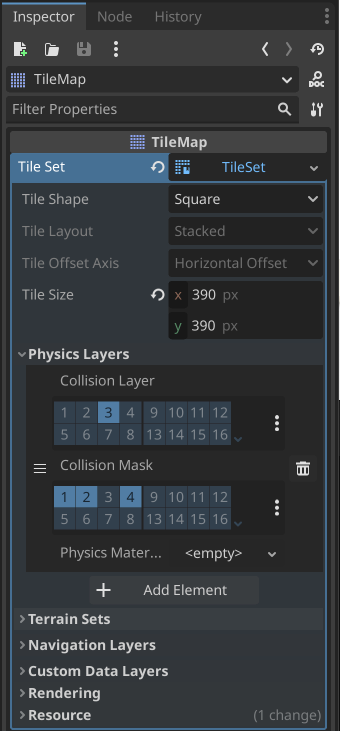 Inspector Node History
TileMap DOC
Filter Properties
TileMap
Tile Set TileSet
Tile Shape Square
Tile Layout Stacked
Tile Offset Axis Horizontal Offset
Tile Size x 390 px
y 390 px
Physics Layers
Collision Layer
1 2 3 4 9 10 11 12
5 6 7 8 13 14 15 16
Collision Mask
1 2 3 4 9 10 11 12
5 6 7 8 13 14 15 16
Physics Mater... <empty>
+ Add Element
Terrain Sets
Navigation Layers
Custom Data Layers
Rendering
Resource (1 change)